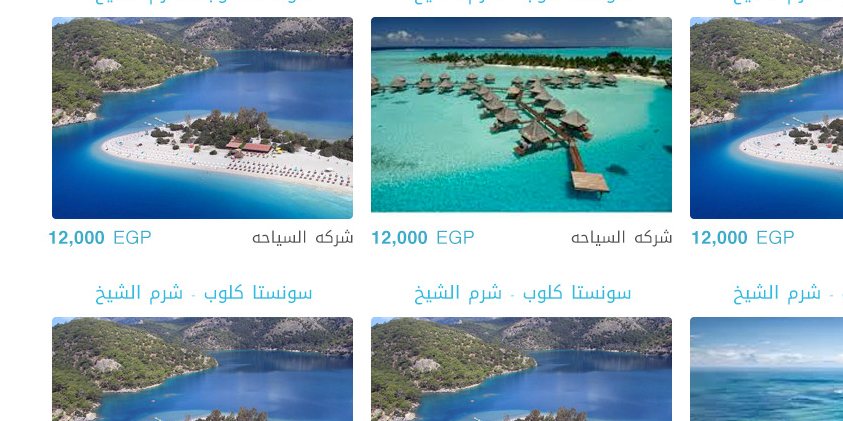 12,000 EGP شركه السياحه
12,000 EGP شركه السياحه
12,000 EGP
سونستا كلوب - شرم الشيخ
سونستا كلوب - شرم الشيخ
- شرم الشيخ